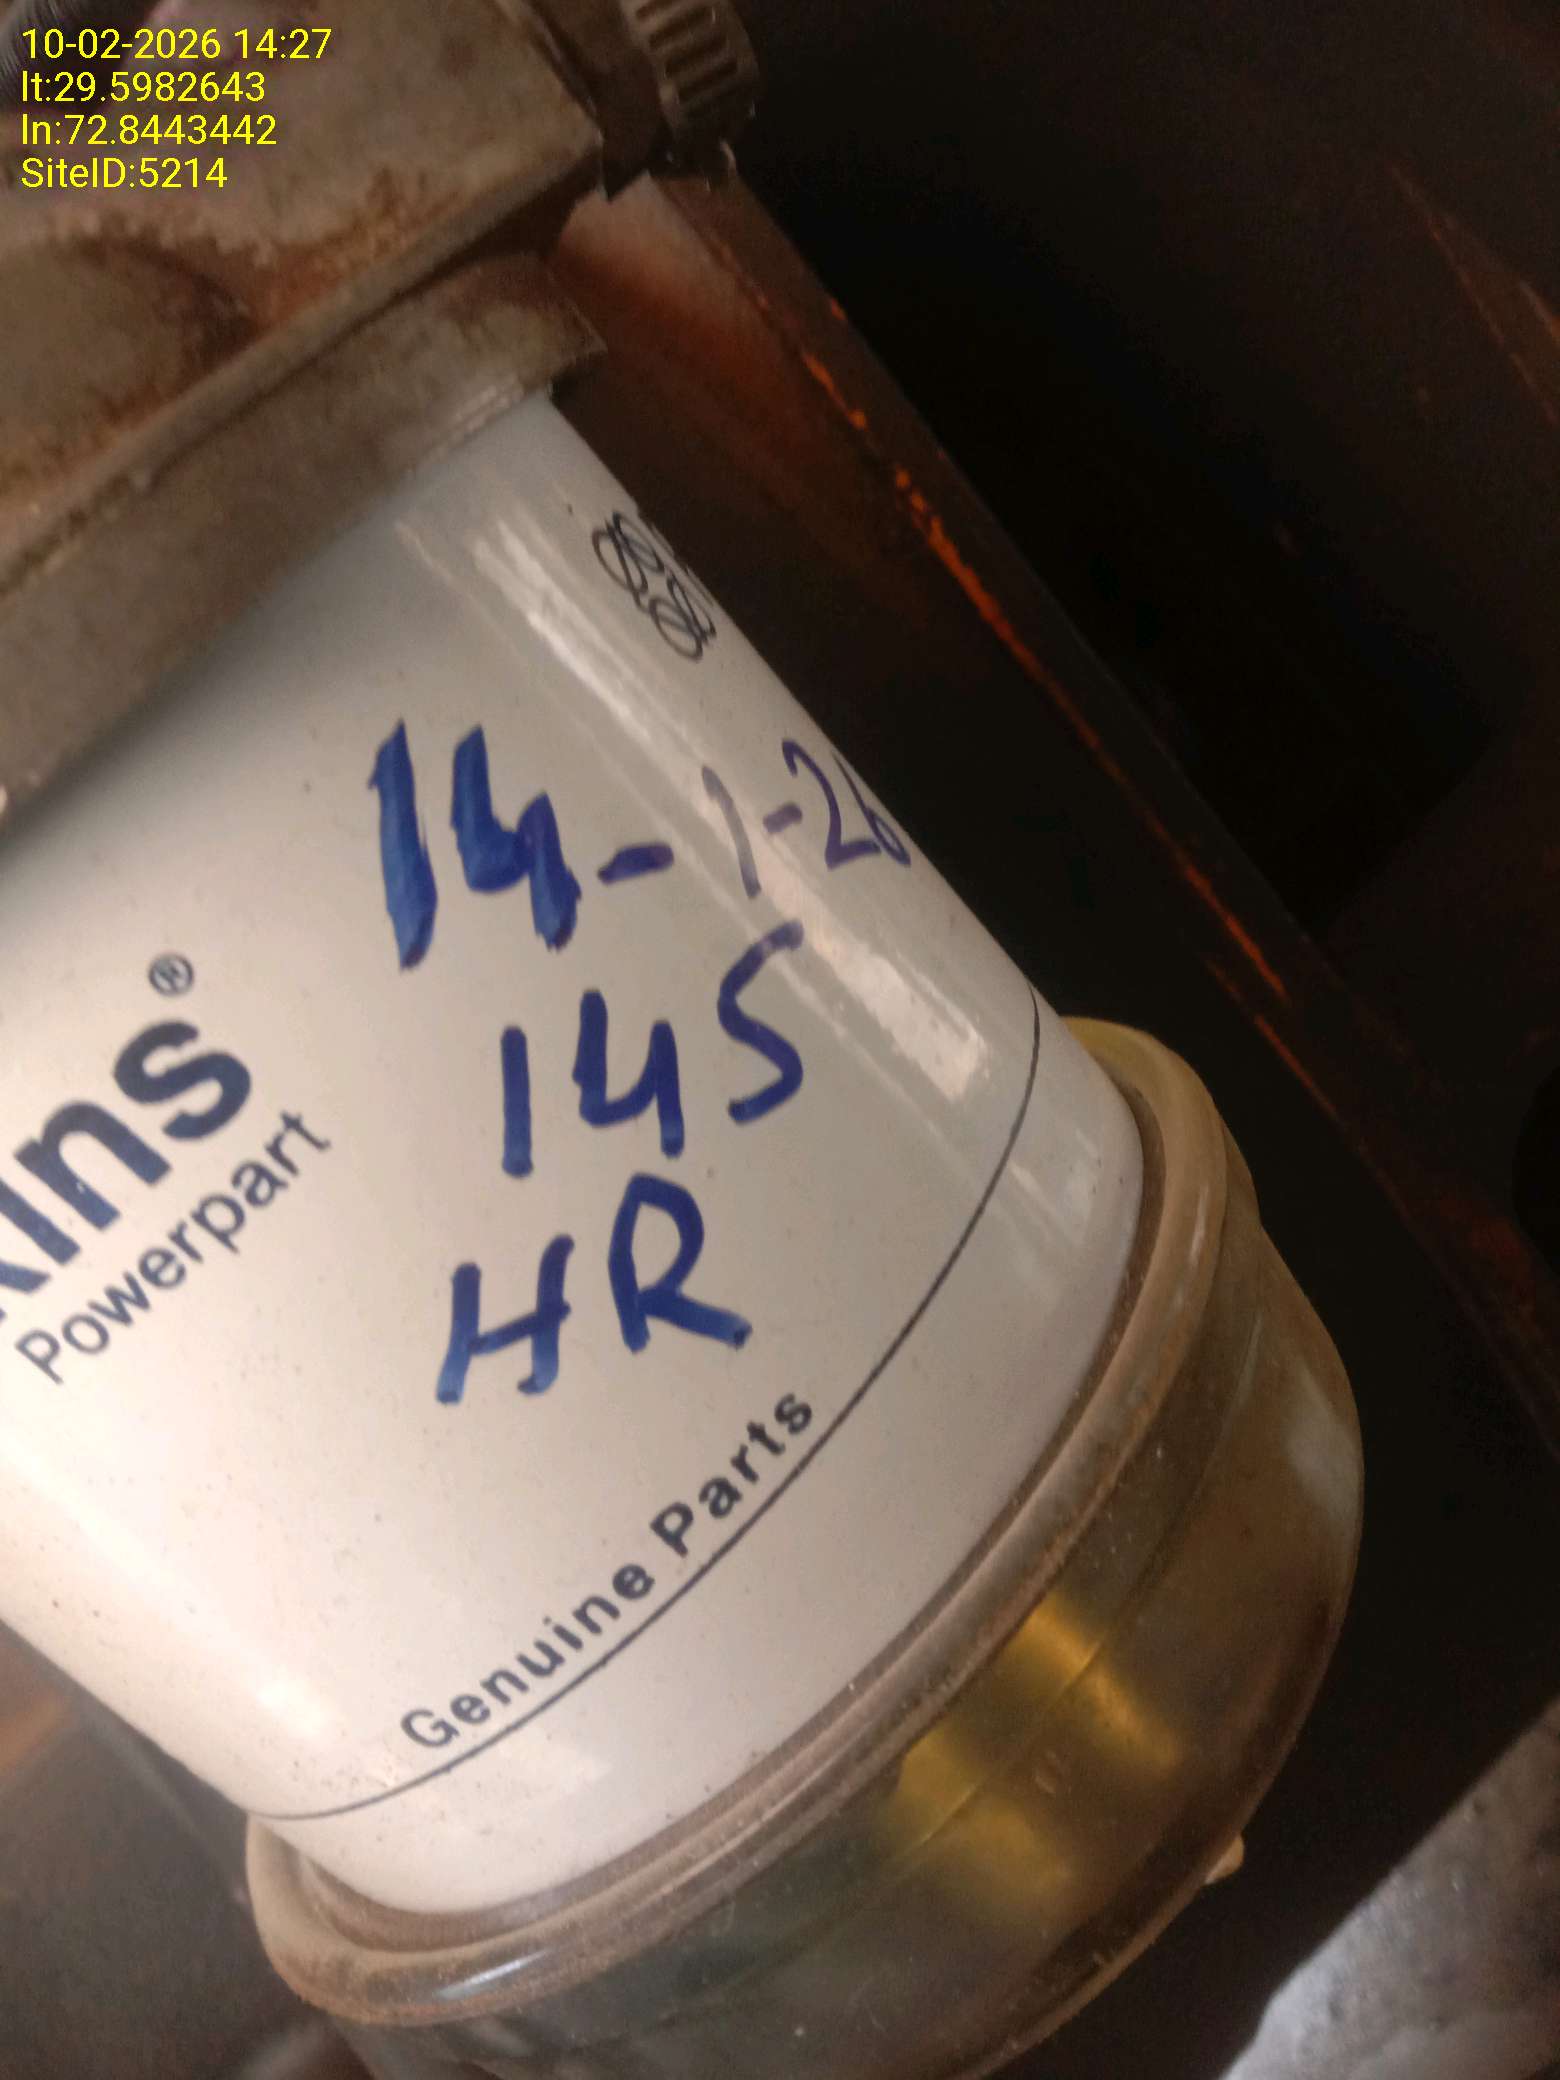 10-02-2026 14:27
lt:29.5982643
ln:72.8443442
SiteID:5214
14-1-26
145
HR
kins®
Powerpart
Genuine Parts